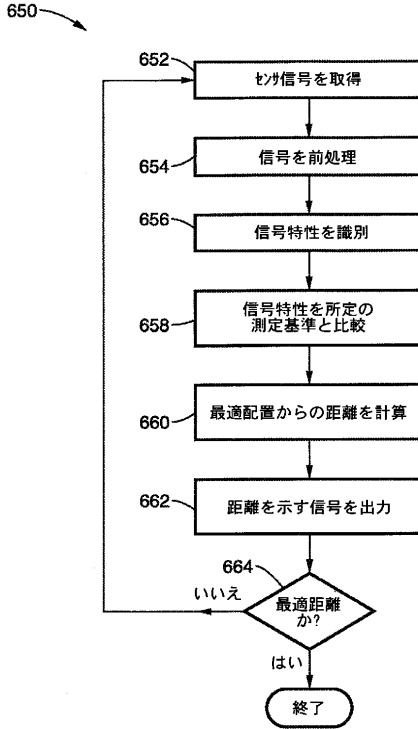 650
652
ｾﾝｻ信号を取得
654
信号を前処理
656
信号特性を識別
658
信号特性を所定の
測定基準と比較
660
最適配置からの距離を計算
662
距離を示す信号を出力
664
最適距離
か?
いいえ
はい
終了